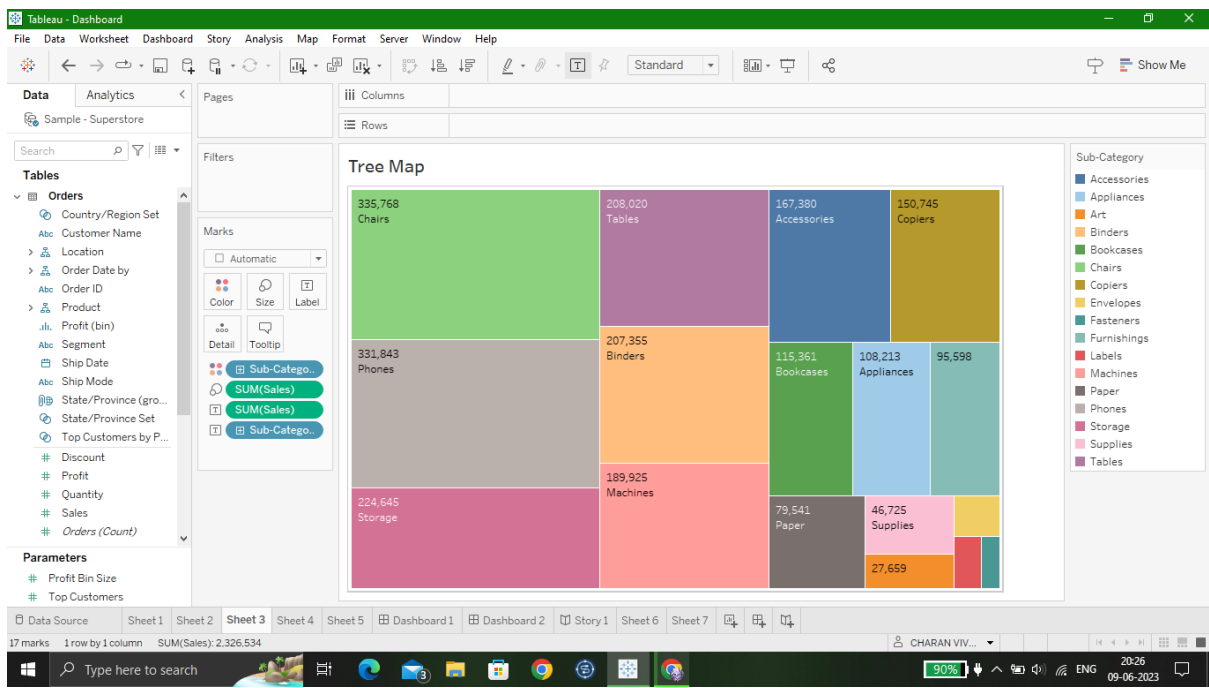 Tableau - Dashboard
File Data Worksheet Dashboard Story Analysis Map Format Server Window Help
Standard
Show Me
Data Analytics
Sample - Superstore
Search
Tables
Orders
Country/Region Set
Abc Customer Name
Location
Order Date by
Abc Order ID
Product
Profit (bin)
Abc Segment
Ship Date
Abc Ship Mode
State/Province (gro...
State/Province Set
Top Customers by P...
# Discount
# Profit
# Quantity
# Sales
# Orders (Count)
Parameters
# Profit Bin Size
# Top Customers
Pages
Filters
Marks
Automatic
Color Size Label
Detail Tooltip
Sub-Catego..
SUM(Sales)
SUM(Sales)
Sub-Catego..
Columns
Rows
Tree Map
335,768
Chairs
331,843
Phones
224,645
Storage
208,020
Tables
207,355
Binders
189,925
Machines
167,380
Accessories
150,745
Copiers
115,361
Bookcases
108,213
Appliances
95,598
79,541
Paper
46,725
Supplies
27,659
Sub-Category
Accessories
Appliances
Art
Binders
Bookcases
Chairs
Copiers
Envelopes
Fasteners
Furnishings
Labels
Machines
Paper
Phones
Storage
Supplies
Tables
Data Source Sheet 1 Sheet 2 Sheet 3 Sheet 4 Sheet 5 Dashboard 1 Dashboard 2 Story 1 Sheet 6 Sheet 7
17 marks 1 row by 1 column SUM(Sales): 2,326,534
CHARAN VIV...
Type here to search
3
90%
ENG
20:26
09-06-2023